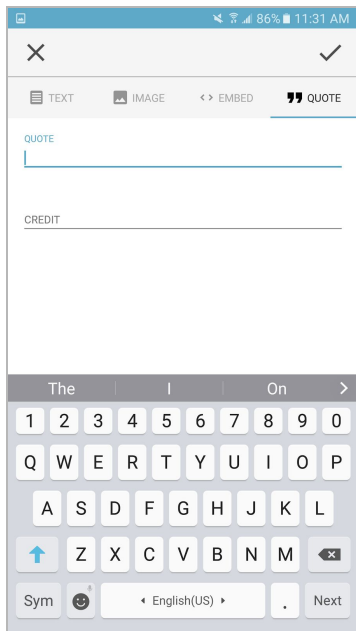 86% 11:31 AM
TEXT IMAGE <> EMBED QUOTE
QUOTE
CREDIT
The I On
1 2 3 4 5 6 7 8 9 0
Q W E R T Y U I O P
A S D F G H J K L
Z X C V B N M
Sym English(US) . Next